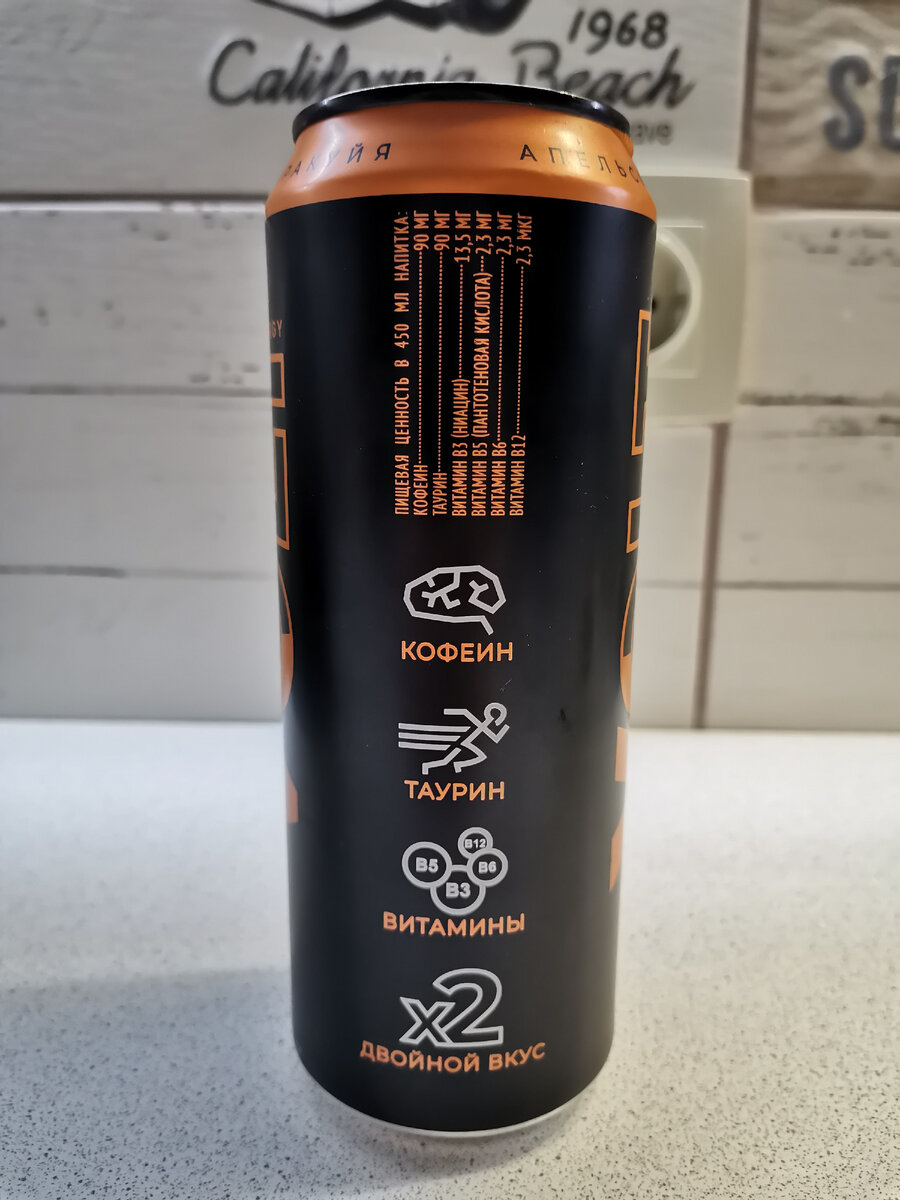 1968
California Beach
АПЕЛЬС
ПИЩЕВАЯ ЦЕННОСТЬ В 450 МЛ НАПИТКА:
КОФЕИН 90 МГ
ТАУРИН 90 МГ
ВИТАМИН B3 (НИАЦИН) 13,5 МГ
ВИТАМИН B5 (ПАНТОТЕНОВАЯ КИСЛОТА) 2,3 МГ
ВИТАМИН B6 2,3 МГ
ВИТАМИН B12 2,3 МКГ
КОФЕИН
ТАУРИН
B12
B5
B6
B3
ВИТАМИНЫ
x2
ДВОЙНОЙ ВКУС